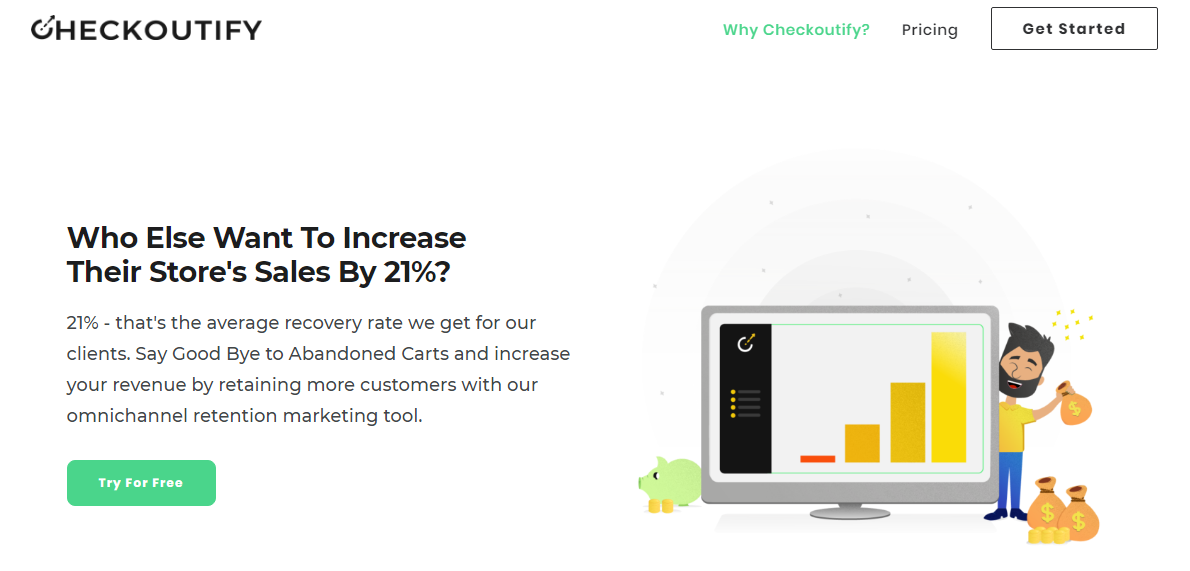 CHECKOUTIFY
Why Checkoutify?
Pricing
Get Started
Who Else Want To Increase
Their Store's Sales By 21%?
21% - that's the average recovery rate we get for our
clients. Say Good Bye to Abandoned Carts and increase
your revenue by retaining more customers with our
omnichannel retention marketing tool.
Try For Free
$
$
$